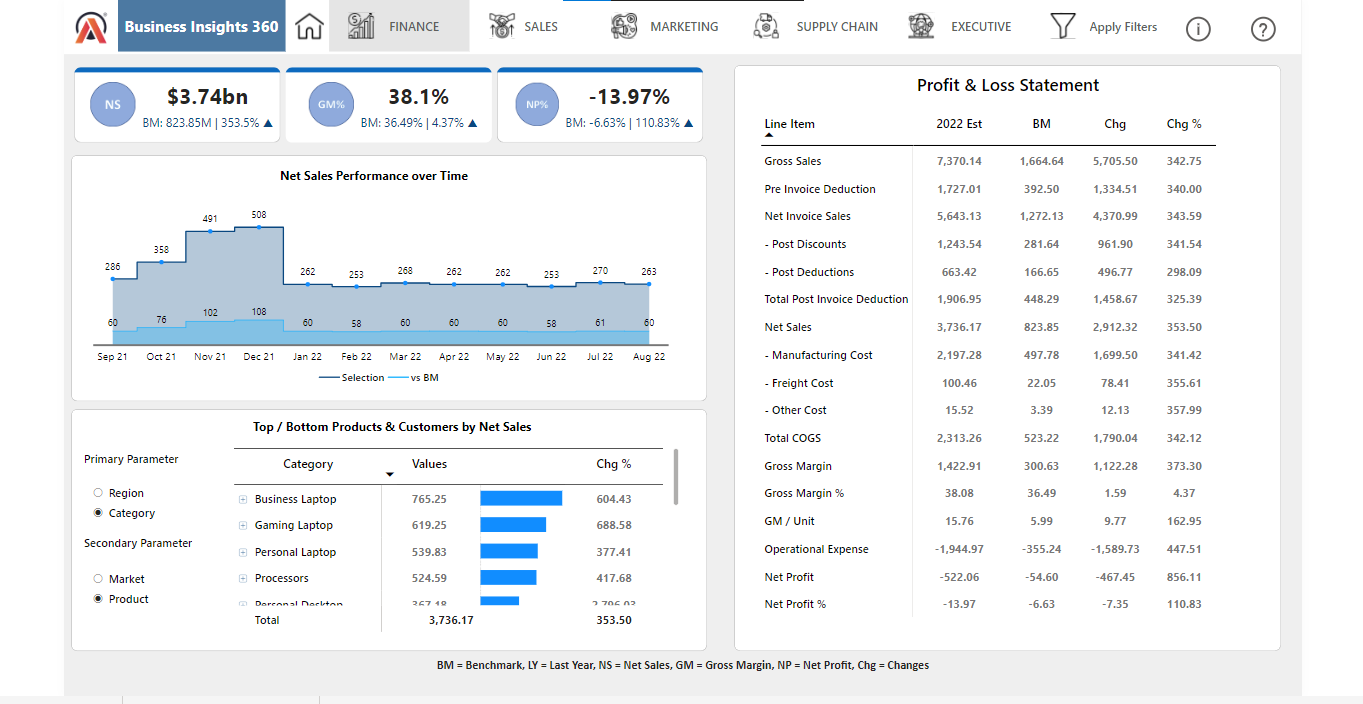 Business Insights 360
FINANCE
SALES
MARKETING
SUPPLY CHAIN
EXECUTIVE
Apply Filters
NS
$3.74bn
BM: 823.85M | 353.5% ▲
GM%
38.1%
BM: 36.49% | 4.37% ▲
NP%
-13.97%
BM: -6.63% | 110.83% ▲
Net Sales Performance over Time
286 358 491 508 262 253 268 262 262 253 270 263
60 76 102 108 60 58 60 60 60 58 61 60
Sep 21 Oct 21 Nov 21 Dec 21 Jan 22 Feb 22 Mar 22 Apr 22 May 22 Jun 22 Jul 22 Aug 22
Selection vs BM
Top / Bottom Products & Customers by Net Sales
Primary Parameter
Region
Category
Secondary Parameter
Market
Product
Category Values Chg %
Business Laptop 765.25 604.43
Gaming Laptop 619.25 688.58
Personal Laptop 539.83 377.41
Processors 524.59 417.68
Personal Desktop 367.18 2,796.03
Total 3,736.17 353.50
Profit & Loss Statement
Line Item 2022 Est BM Chg Chg %
Gross Sales 7,370.14 1,664.64 5,705.50 342.75
Pre Invoice Deduction 1,727.01 392.50 1,334.51 340.00
Net Invoice Sales 5,643.13 1,272.13 4,370.99 343.59
- Post Discounts 1,243.54 281.64 961.90 341.54
- Post Deductions 663.42 166.65 496.77 298.09
Total Post Invoice Deduction 1,906.95 448.29 1,458.67 325.39
Net Sales 3,736.17 823.85 2,912.32 353.50
- Manufacturing Cost 2,197.28 497.78 1,699.50 341.42
- Freight Cost 100.46 22.05 78.41 355.61
- Other Cost 15.52 3.39 12.13 357.99
Total COGS 2,313.26 523.22 1,790.04 342.12
Gross Margin 1,422.91 300.63 1,122.28 373.30
Gross Margin % 38.08 36.49 1.59 4.37
GM / Unit 15.76 5.99 9.77 162.95
Operational Expense -1,944.97 -355.24 -1,589.73 447.51
Net Profit -522.06 -54.60 -467.45 856.11
Net Profit % -13.97 -6.63 -7.35 110.83
BM = Benchmark, LY = Last Year, NS = Net Sales, GM = Gross Margin, NP = Net Profit, Chg = Changes